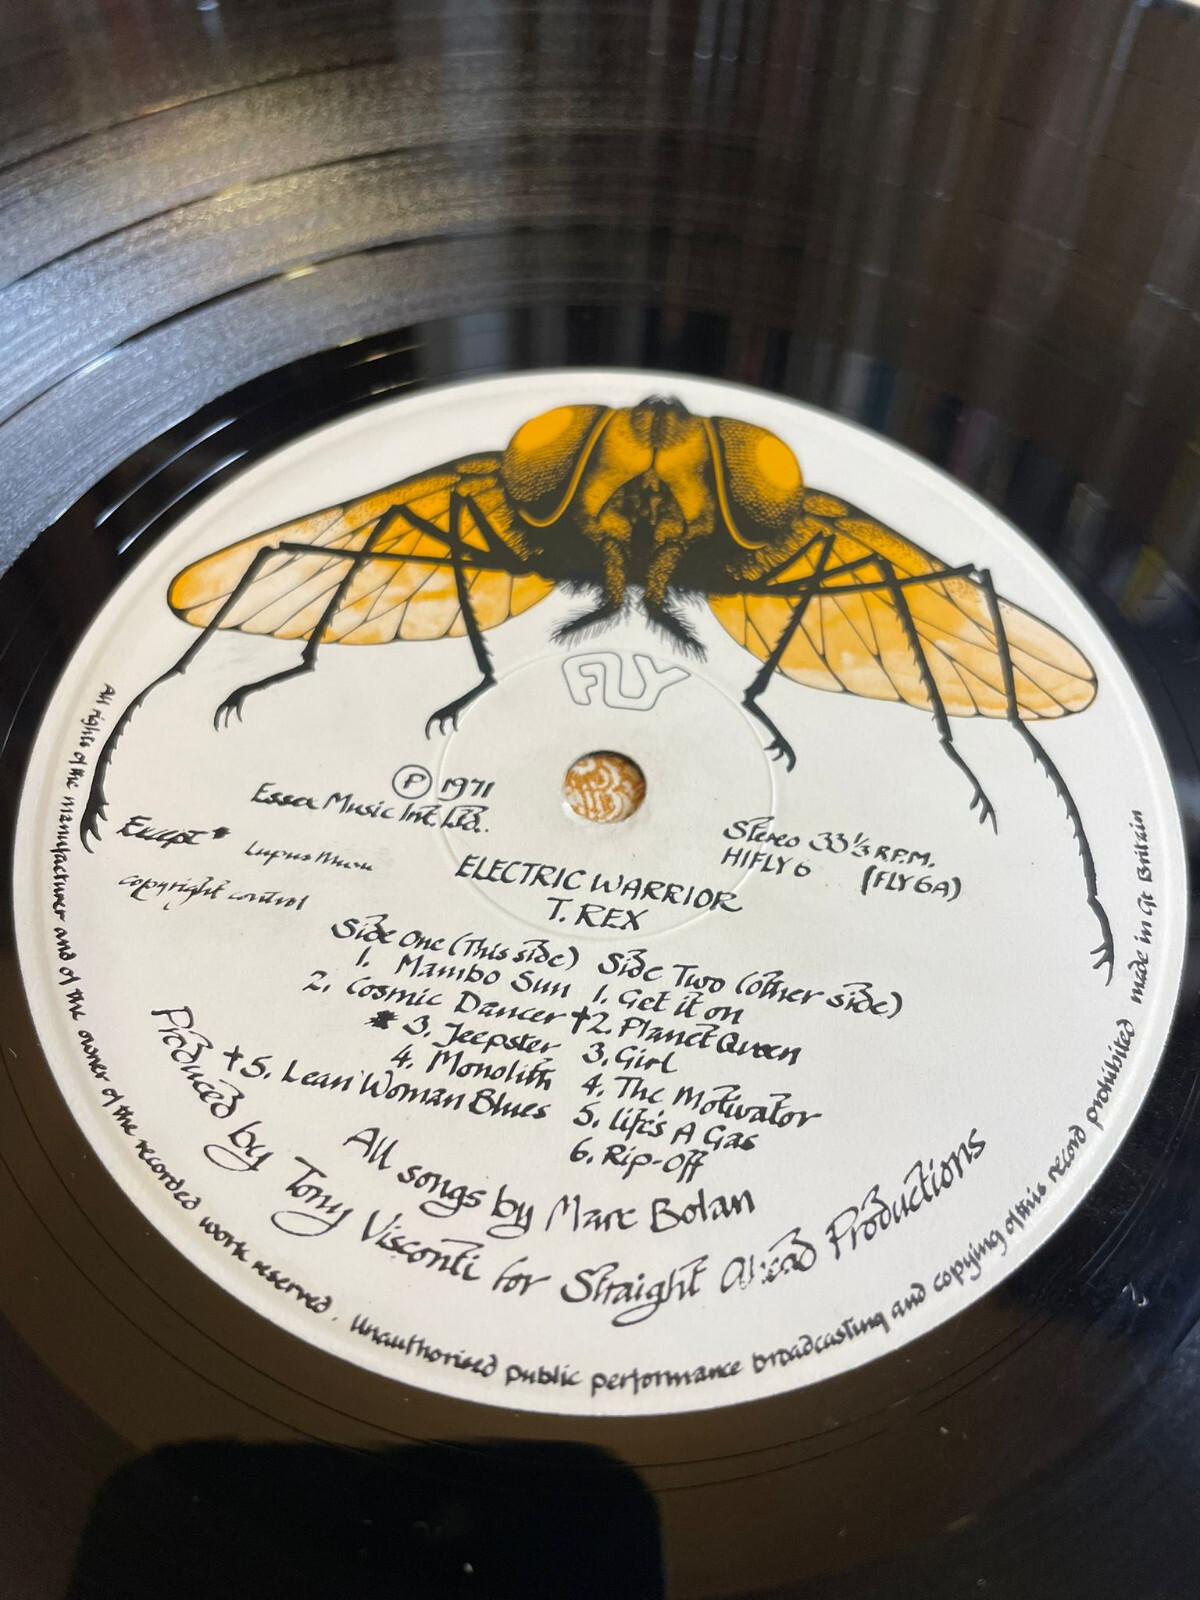 FLY
Ⓟ 1971
Essex Music Int. Ltd..
Except *
Lupus Music
copyright control
Stereo 33 1/3 R.P.M.
HIFLY 6 (FLY 6A)
ELECTRIC WARRIOR
T. REX
Side One (This side)
1. Mambo Sun
2. Cosmic Dancer
* 3. Jeepster
4. Monolith
† 5. Lean Woman Blues
Side Two (other side)
1. Get it on
† 2. Planet Queen
3. Girl
4. The Motivator
5. Life's A Gas
6. Rip-Off
All songs by Marc Bolan
Produced by Tony Visconti for Straight Ahead Productions
All rights of the manufacturer and of the owner of the recorded work reserved. Unauthorised public performance broadcasting and copying of this record prohibited made in Gt Britain